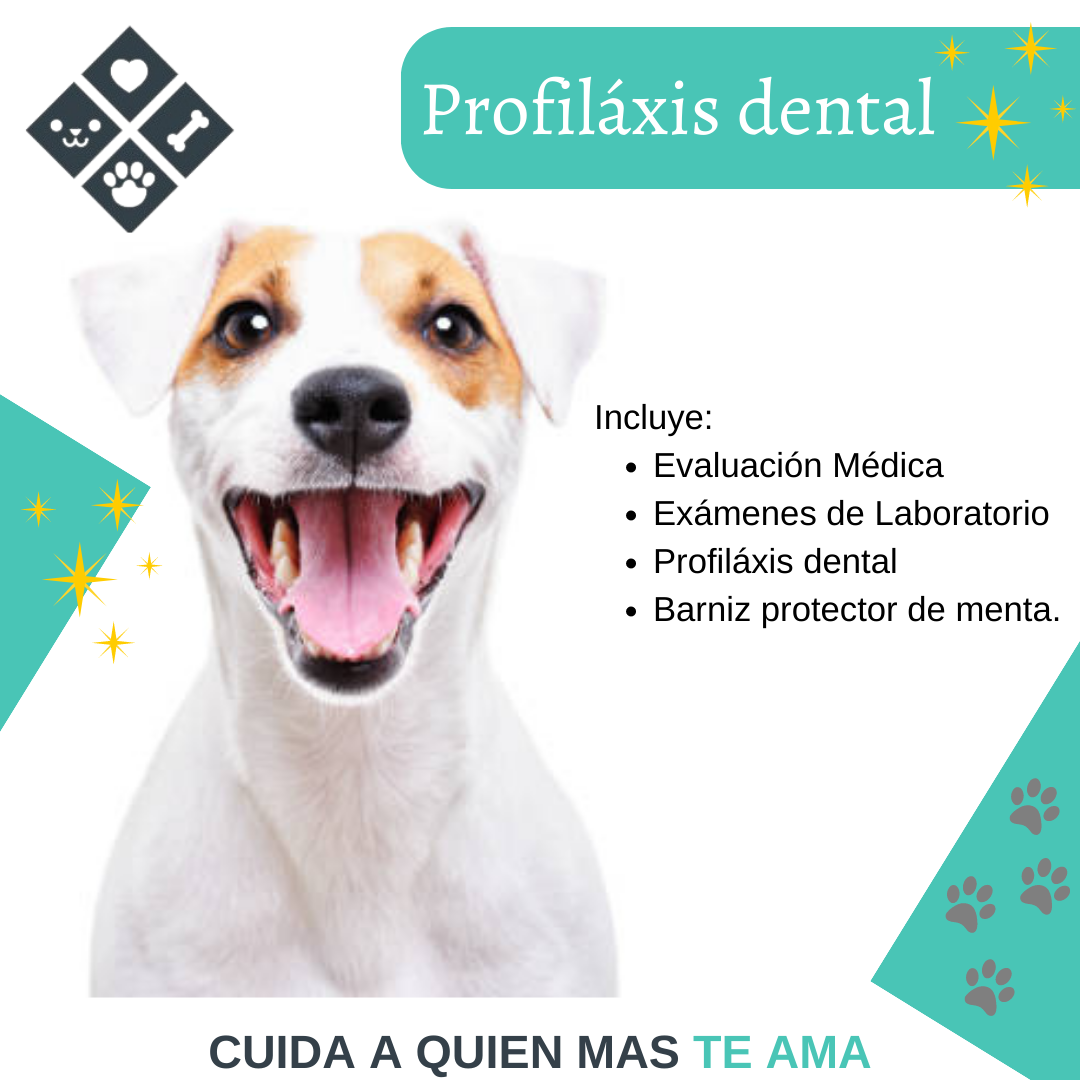 Profiláxis dental
Incluye:
• Evaluación Médica
• Exámenes de Laboratorio
• Profiláxis dental
• Barniz protector de menta.
CUIDA A QUIEN MAS TE AMA